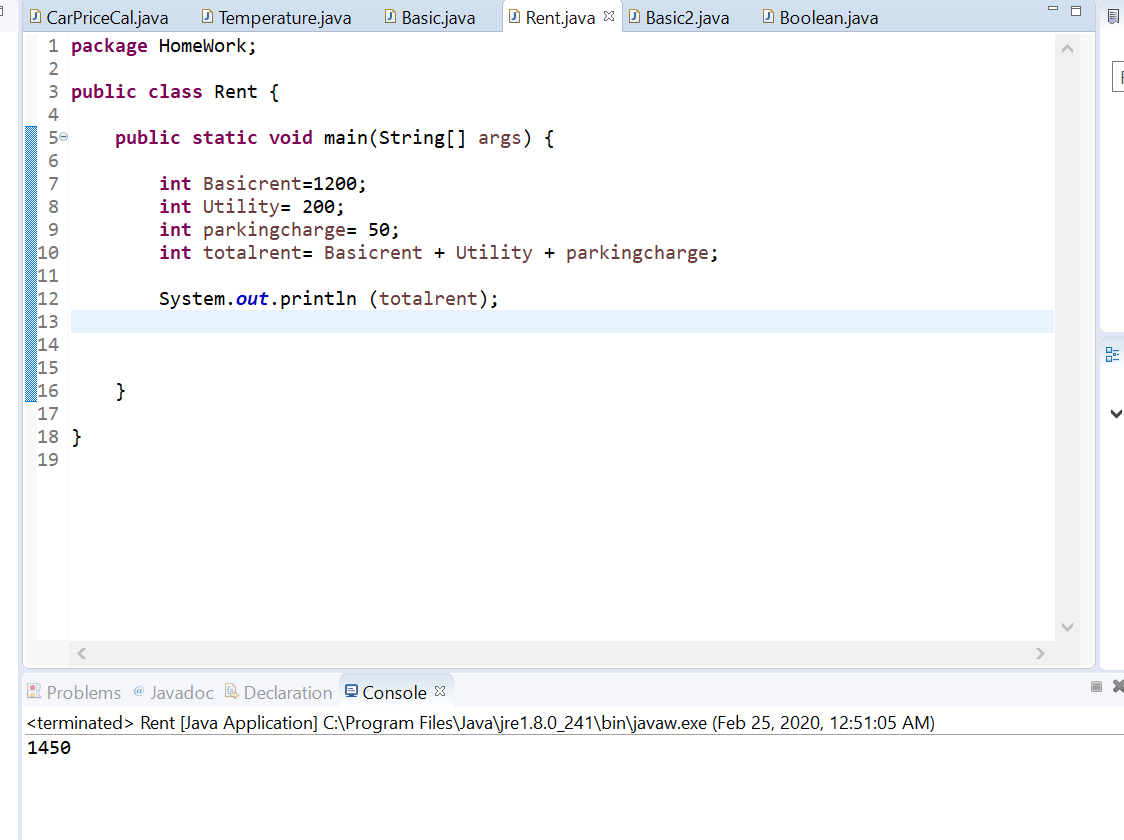 CarPriceCal.java Temperature.java Basic.java Rent.java Basic2.java Boolean.java
1 package HomeWork;
2
3 public class Rent {
4
5 public static void main(String[] args) {
6
7 int Basicrent=1200;
8 int Utility= 200;
9 int parkingcharge= 50;
10 int totalrent= Basicrent + Utility + parkingcharge;
11
12 System.out.println (totalrent);
13
14
15
16 }
17
18 }
19
Problems @ Javadoc Declaration Console
<terminated> Rent [Java Application] C:\Program Files\Java\jre1.8.0_241\bin\javaw.exe (Feb 25, 2020, 12:51:05 AM)
1450